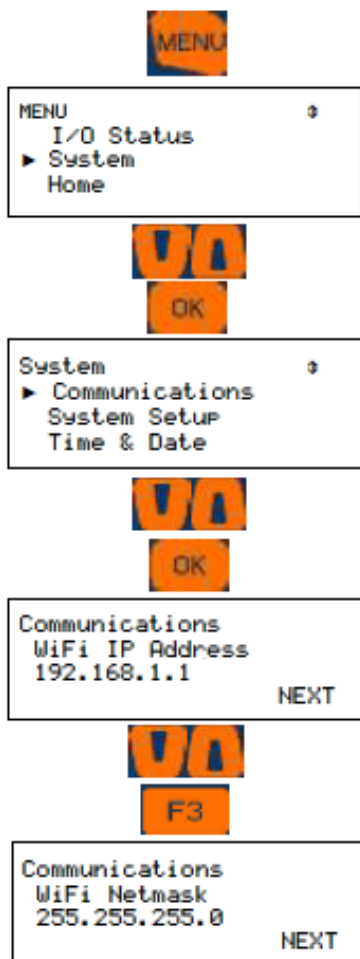 MENU
MENU
I/O Status
System
Home
OK
System
Communications
System Setup
Time & Date
OK
Communications
WiFi IP Address
192.168.1.1
NEXT
F3
Communications
WiFi Netmask
255.255.255.0
NEXT